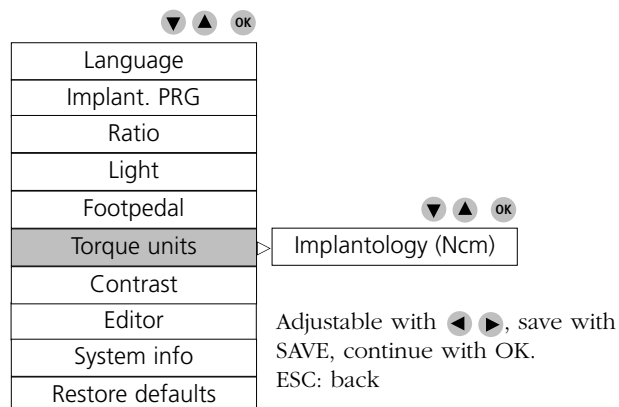 ▼ ▲ OK
Language
Implant. PRG
Ratio
Light
Footpedal
▼ ▲ OK
Torque units ▷ Implantology (Ncm)
Contrast
Editor
System info
Restore defaults
Adjustable with ◀ ▶, save with
SAVE, continue with OK.
ESC: back